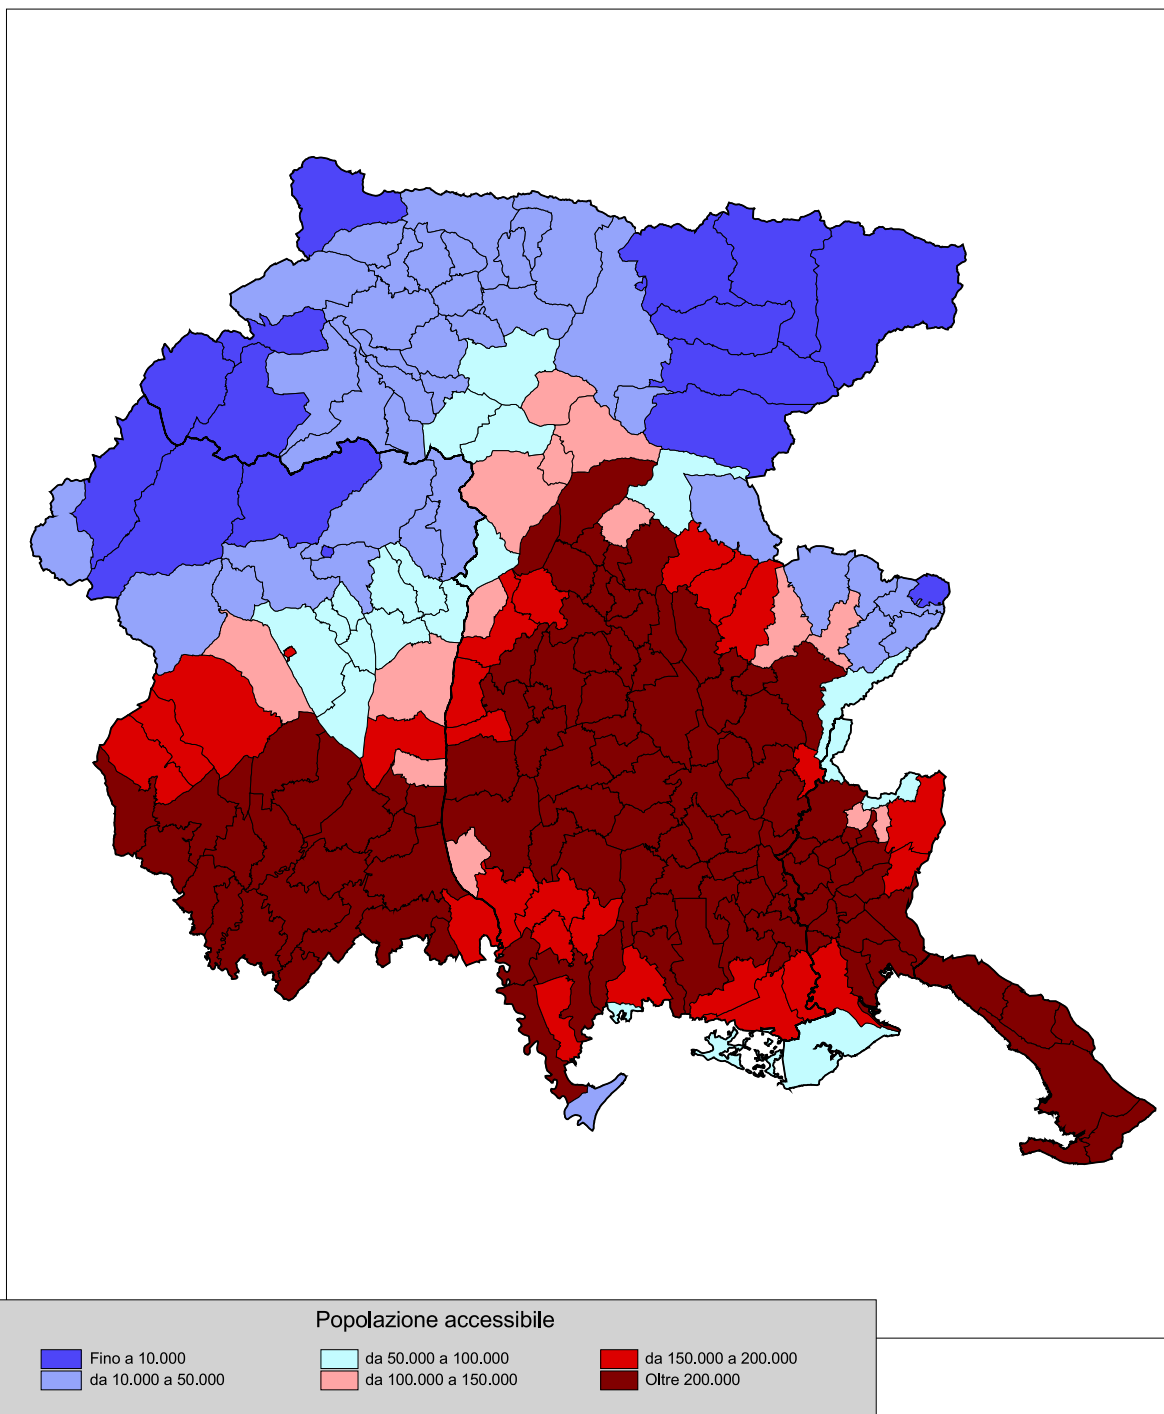 Popolazione accessibile
Fino a 10.000
da 10.000 a 50.000
da 50.000 a 100.000
da 100.000 a 150.000
da 150.000 a 200.000
Oltre 200.000